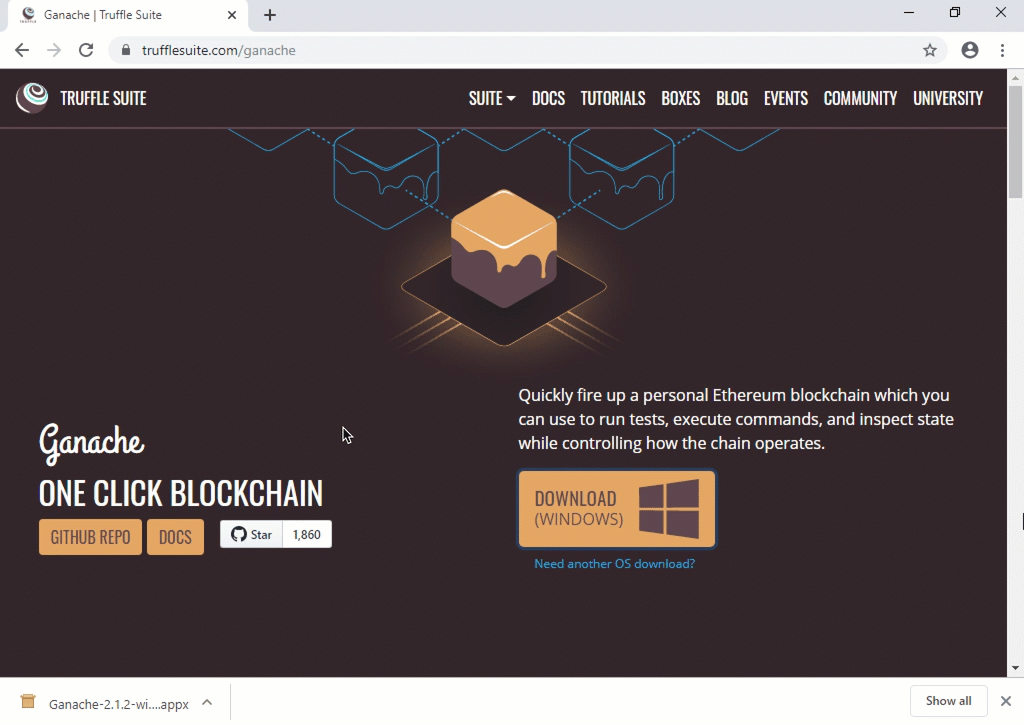 Ganache | Truffle Suite
trufflesuite.com/ganache
TRUFFLE SUITE
SUITE DOCS TUTORIALS BOXES BLOG EVENTS COMMUNITY UNIVERSITY
Quickly fire up a personal Ethereum blockchain which you
can use to run tests, execute commands, and inspect state
while controlling how the chain operates.
Ganache
ONE CLICK BLOCKCHAIN
GITHUB REPO DOCS Star 1,860
DOWNLOAD
(WINDOWS)
Need another OS download?
Ganache-2.1.2-wi....appx
Show all